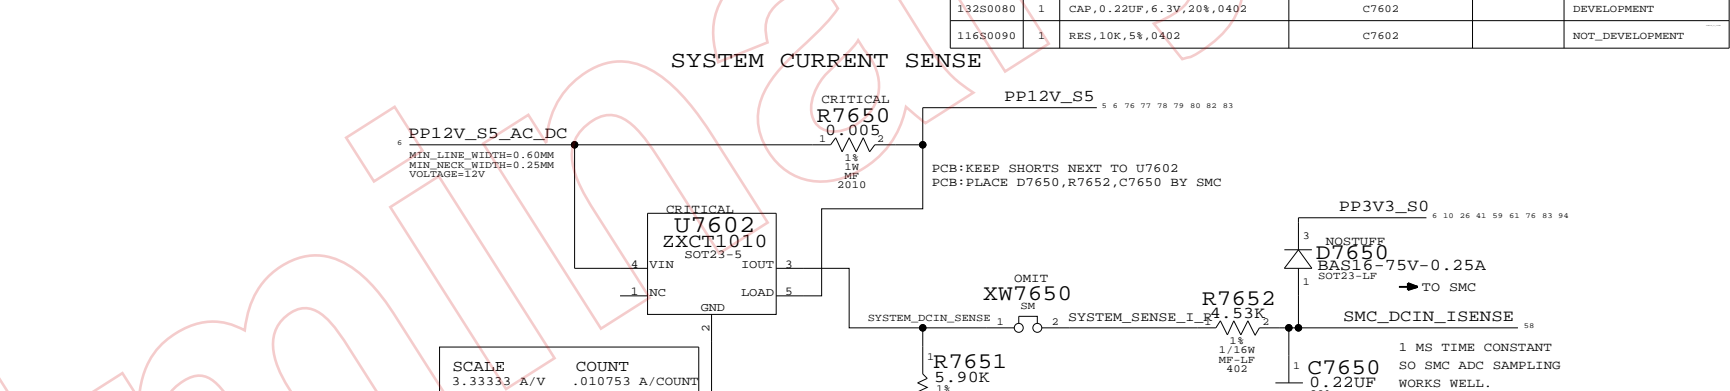 132S0080 1 CAP,0.22UF,6.3V,20%,0402 C7602 DEVELOPMENT
116S0090 1 RES,10K,5%,0402 C7602 NOT_DEVELOPMENT
SYSTEM CURRENT SENSE
CRITICAL
R7650
0.005
1 2
1%
1W
MF
2010
PP12V_S5 5 6 76 77 78 79 80 82 83
6 PP12V_S5_AC_DC
MIN_LINE_WIDTH=0.60MM
MIN_NECK_WIDTH=0.25MM
VOLTAGE=12V
PCB:KEEP SHORTS NEXT TO U7602
PCB:PLACE D7650,R7652,C7650 BY SMC
CRITICAL
U7602
ZXCT1010
SOT23-5
4 VIN IOUT 3
1 NC LOAD 5
GND
2
PP3V3_S0 6 10 26 41 59 61 76 83 94
3
NOSTUFF
D7650
BAS16-75V-0.25A
SOT23-LF
1
TO SMC
OMIT
XW7650
SM
SYSTEM_DCIN_SENSE 1 2 SYSTEM_SENSE_I_R
R7652
4.53K
1 2
1%
1/16W
MF-LF
402
SMC_DCIN_ISENSE 58
1 MS TIME CONSTANT
SO SMC ADC SAMPLING
WORKS WELL.
1 R7651
5.90K
1%
1 C7650
0.22UF
SCALE COUNT
3.33333 A/V .010753 A/COUNT
minar